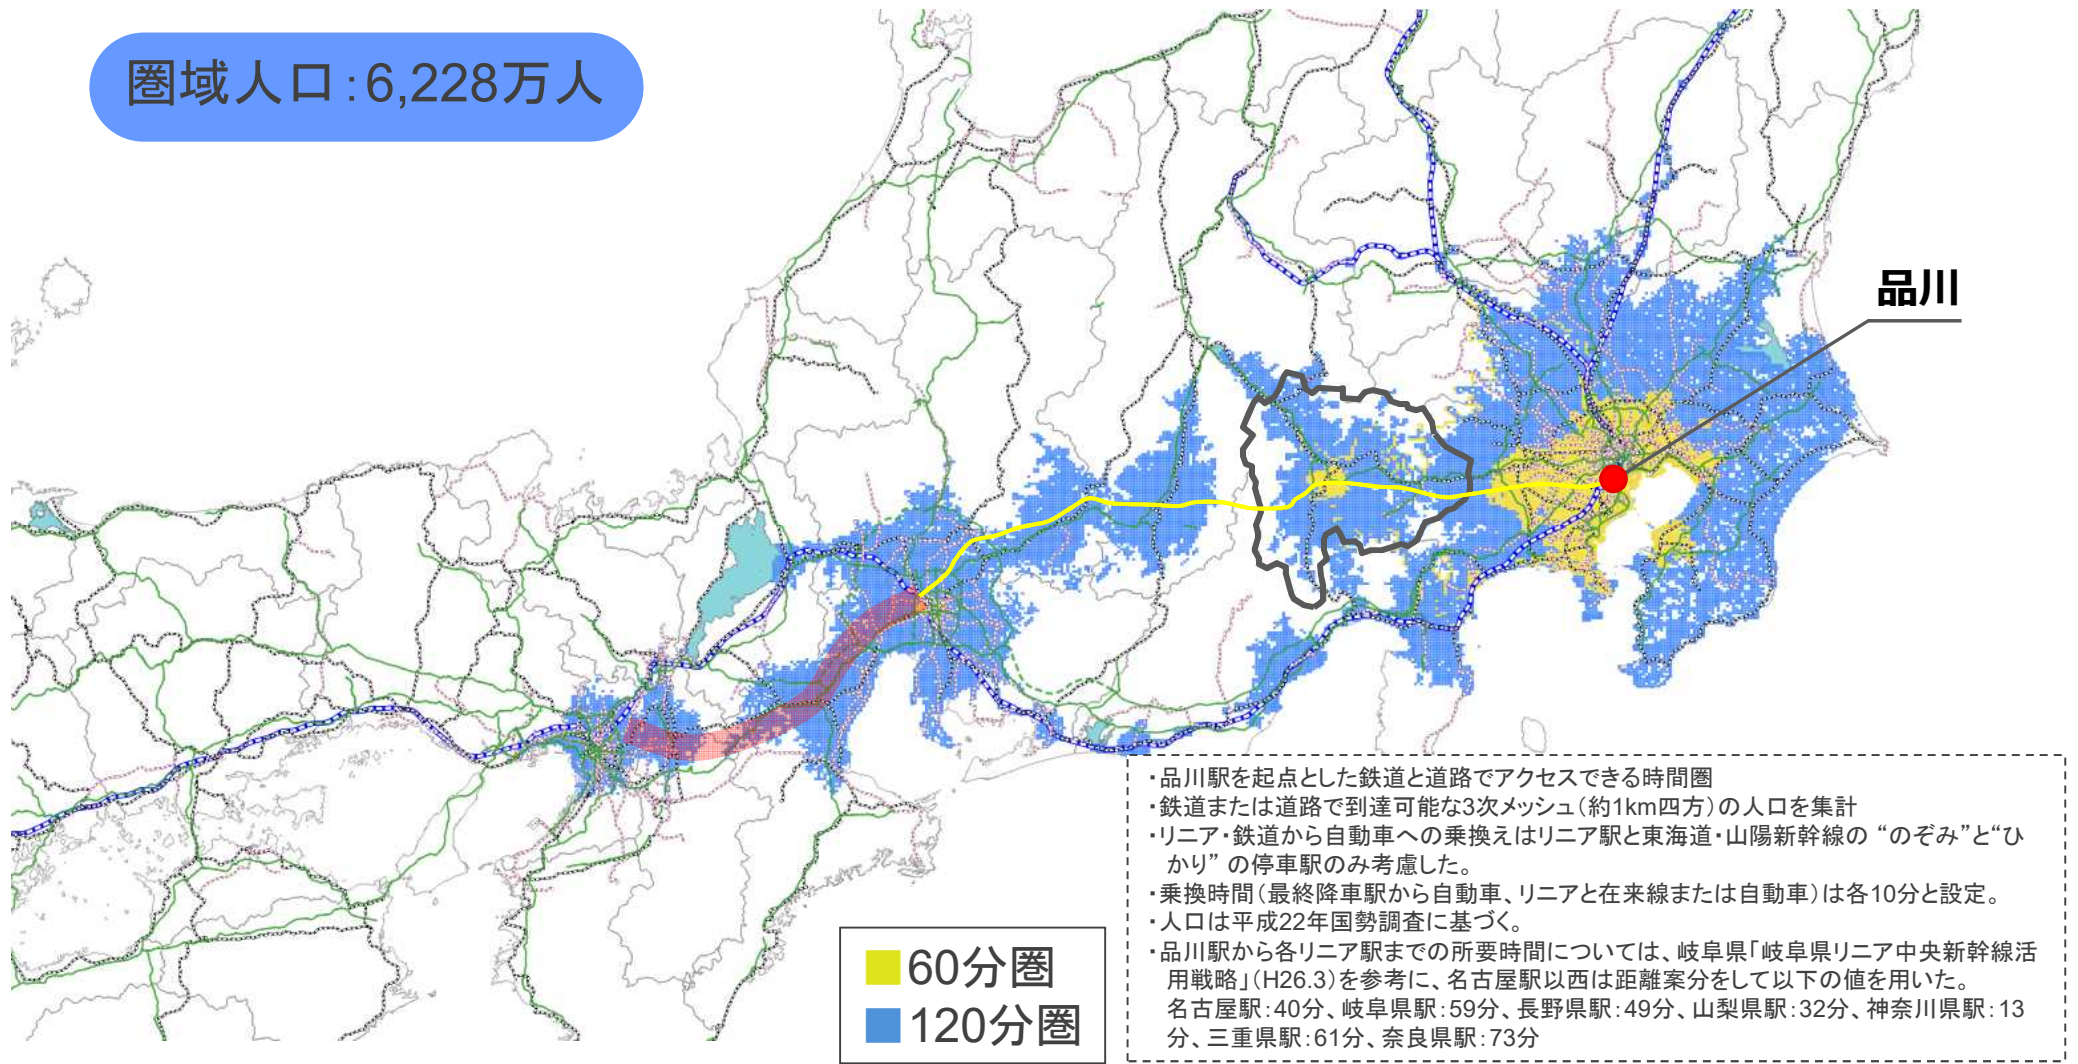 圏域人口:6,228万人
品川
・品川駅を起点とした鉄道と道路でアクセスできる時間圏
・鉄道または道路で到達可能な3次メッシュ(約1km四方)の人口を集計
・リニア・鉄道から自動車への乗換えはリニア駅と東海道・山陽新幹線の “のぞみ”と“ひ
かり” の停車駅のみ考慮した。
・乗換時間(最終降車駅から自動車、リニアと在来線または自動車)は各10分と設定。
・人口は平成22年国勢調査に基づく。
・品川駅から各リニア駅までの所要時間については、岐阜県「岐阜県リニア中央新幹線活
用戦略」(H26.3)を参考に、名古屋駅以西は距離案分をして以下の値を用いた。
名古屋駅:40分、岐阜県駅:59分、長野県駅:49分、山梨県駅:32分、神奈川県駅:13
分、三重県駅:61分、奈良県駅:73分
60分圏
120分圏